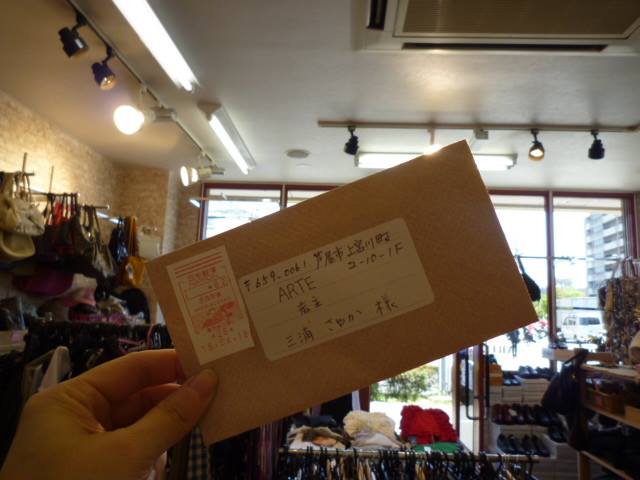 〒659-0061 芦屋市上宮川町
2-10-1F
ARTE
店主
三浦 さやか 様